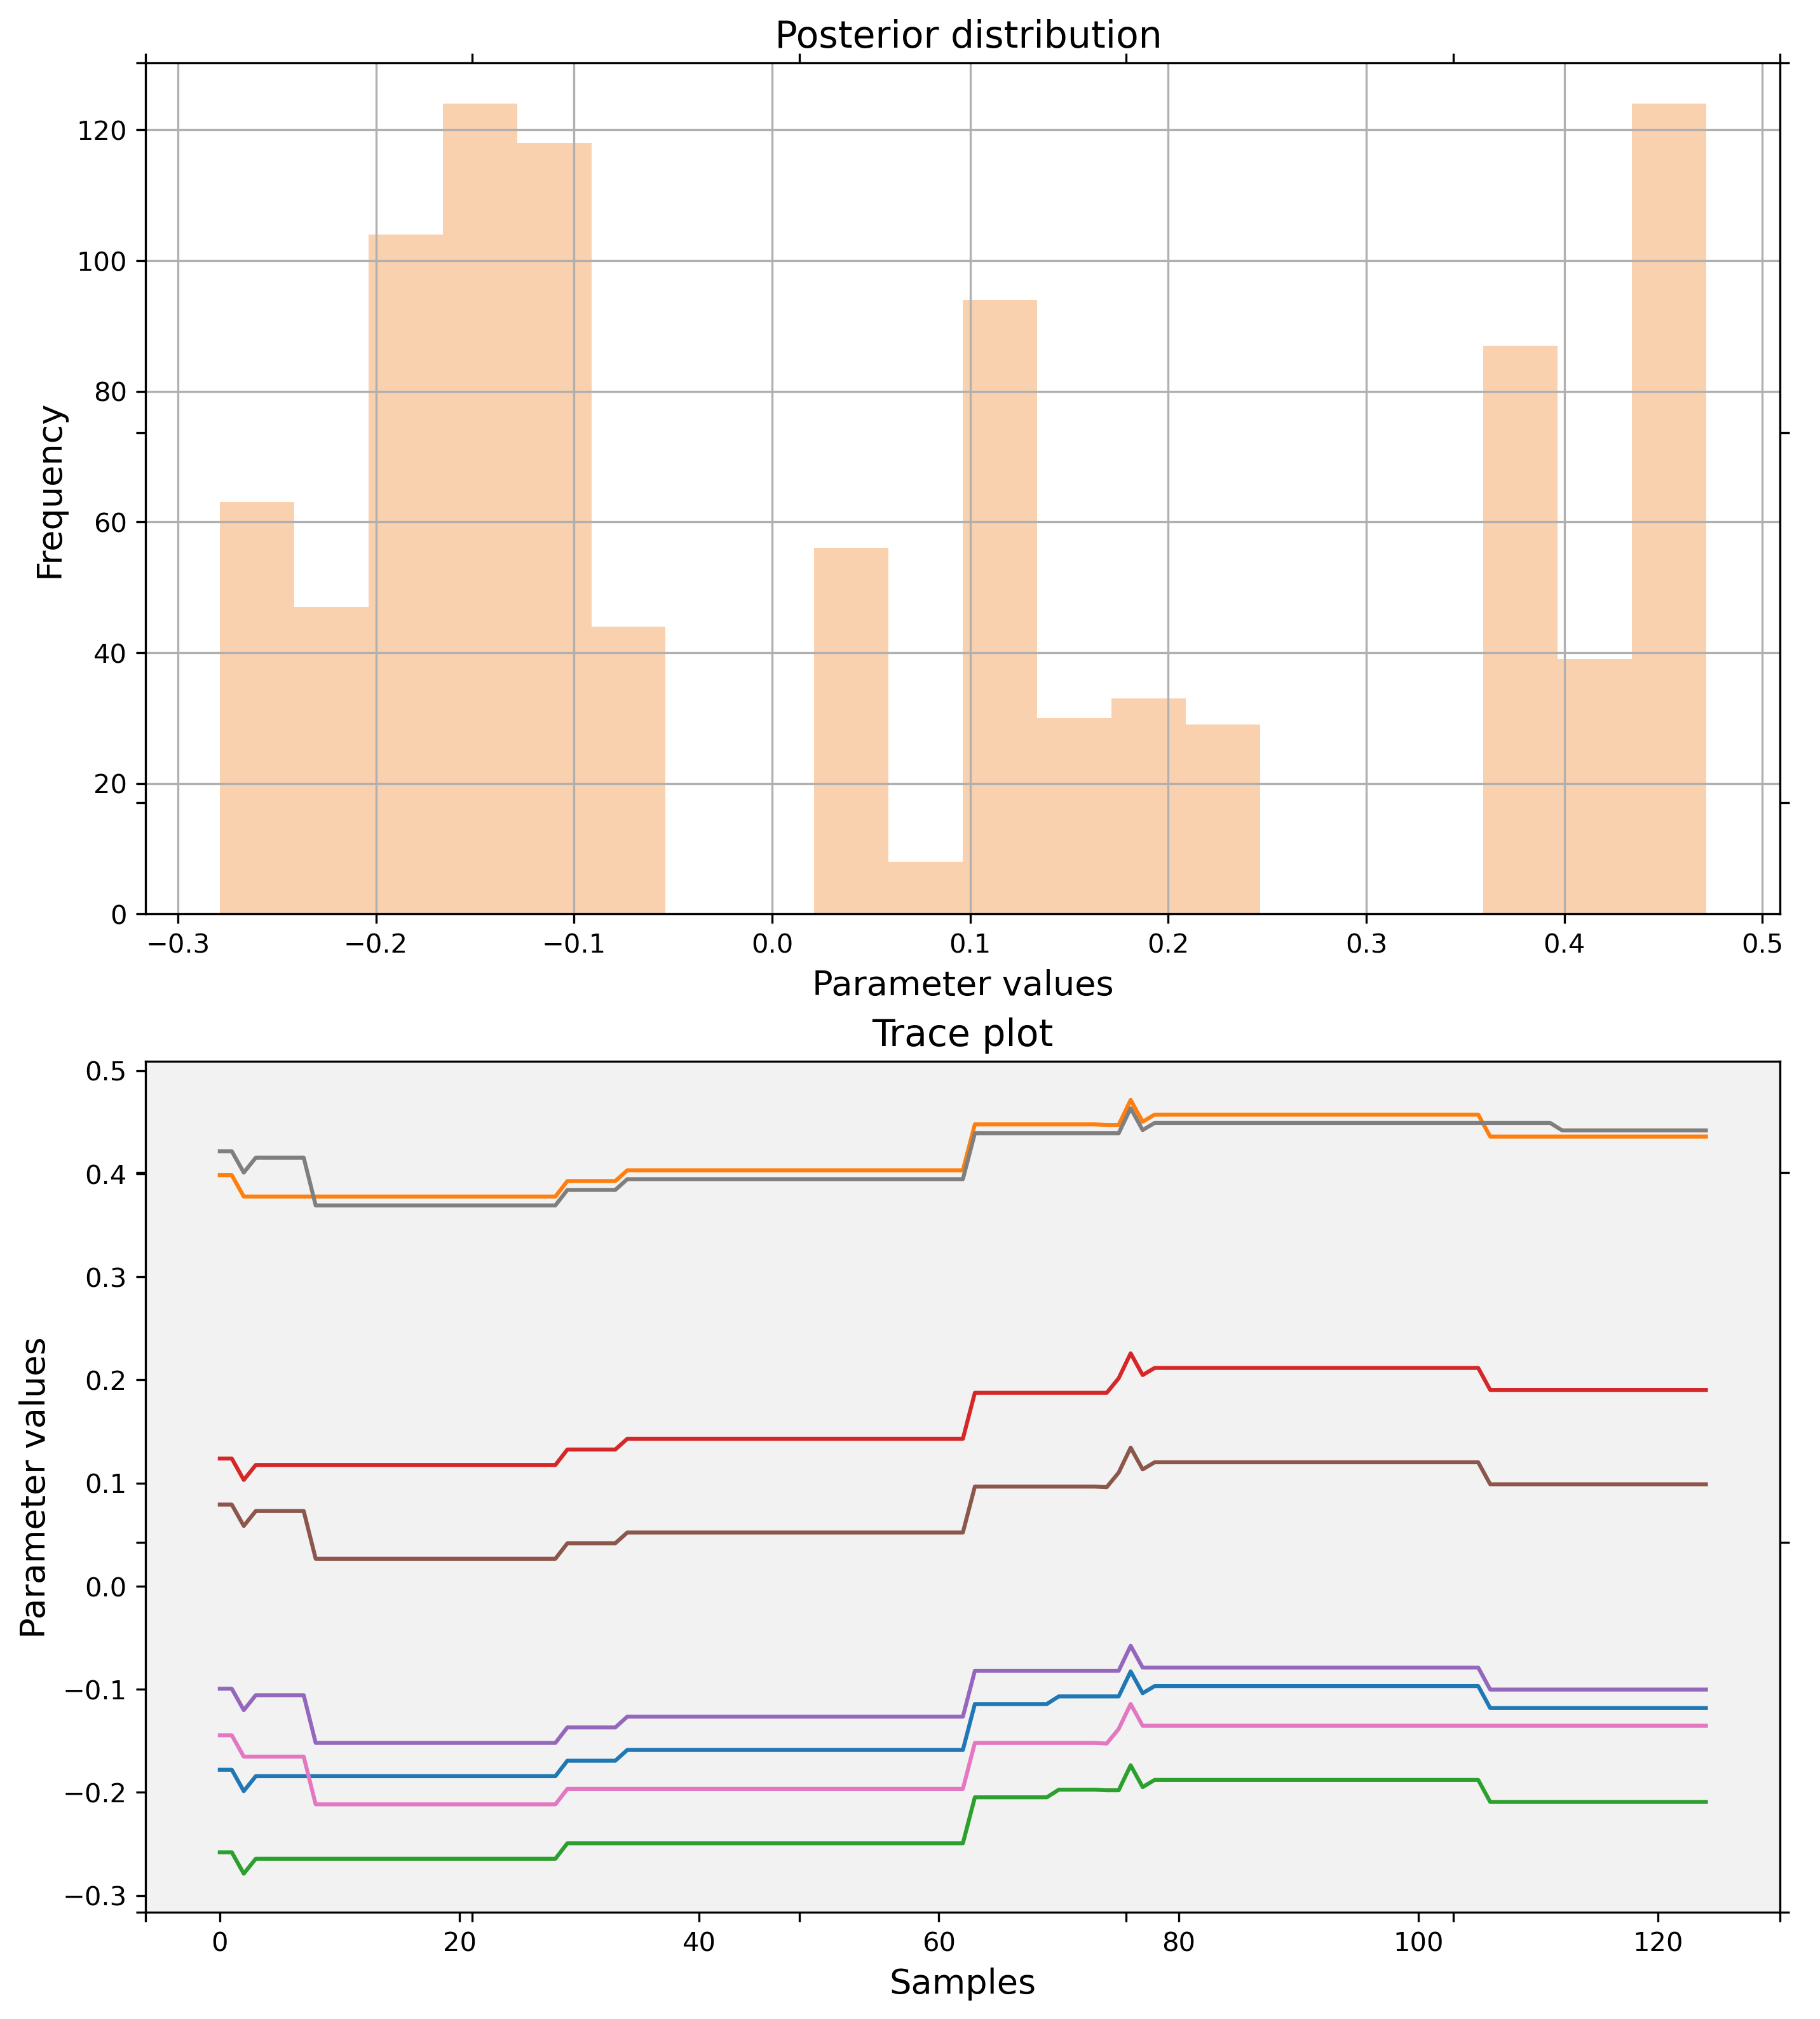 Posterior distribution
120
100
80
60
40
20
0
Frequency
−0.3 −0.2 −0.1 0.0 0.1 0.2 0.3 0.4 0.5
Parameter values
Trace plot
0.5
0.4
0.3
0.2
0.1
0.0
−0.1
−0.2
−0.3
Parameter values
0 20 40 60 80 100 120
Samples